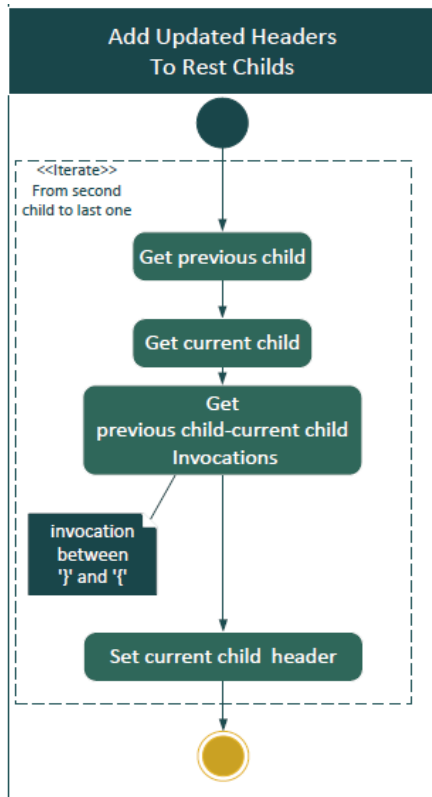 Add Updated Headers
To Rest Childs
<<Iterate>>
From second
child to last one
Get previous child
Get current child
Get
previous child-current child
Invocations
invocation
between
'}' and '{'
Set current child header